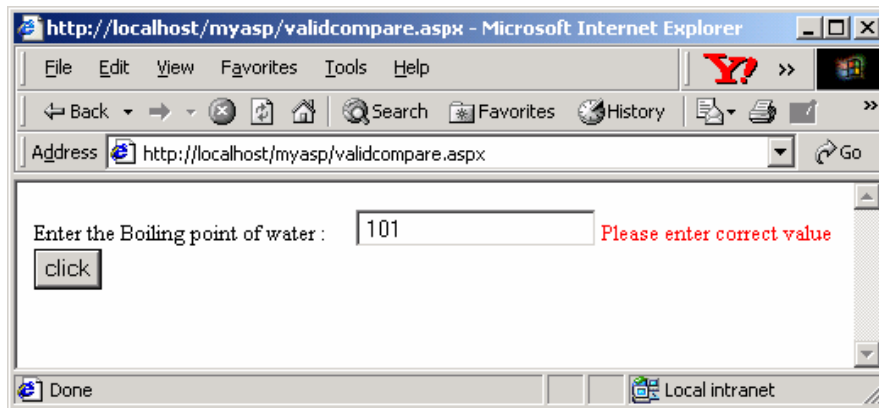 http://localhost/myasp/validcompare.aspx - Microsoft Internet Explorer
File Edit View Favorites Tools Help
Y! »
Back Search Favorites History »
Address http://localhost/myasp/validcompare.aspx Go
Enter the Boiling point of water : 101 Please enter correct value
click
Done Local intranet